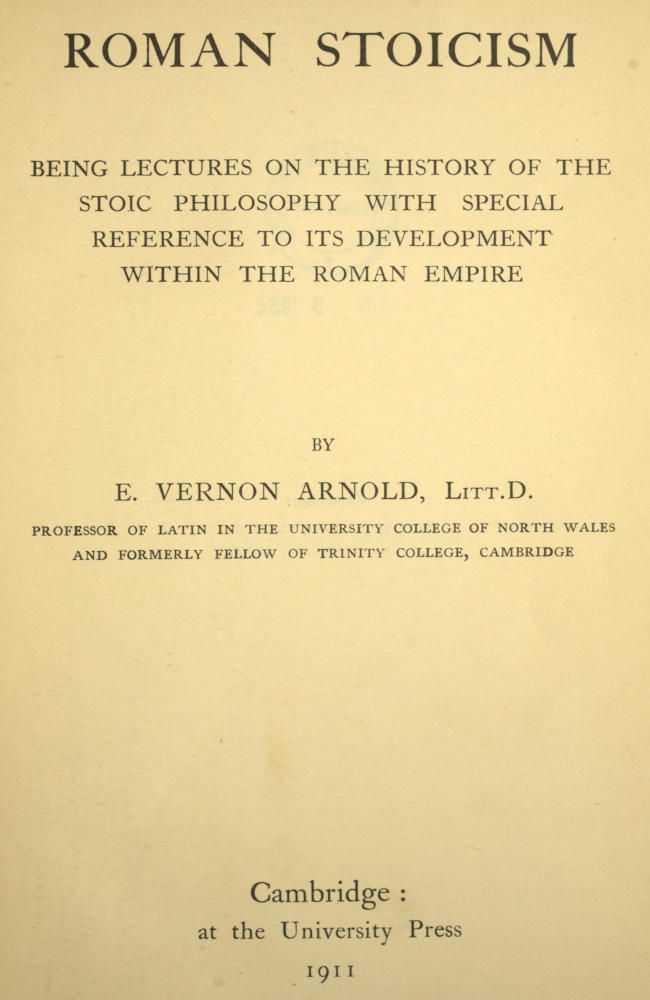 ROMAN STOICISM
BEING LECTURES ON THE HISTORY OF THE
STOIC PHILOSOPHY WITH SPECIAL
REFERENCE TO ITS DEVELOPMENT
WITHIN THE ROMAN EMPIRE
BY
E. VERNON ARNOLD, LITT.D.
PROFESSOR OF LATIN IN THE UNIVERSITY COLLEGE OF NORTH WALES
AND FORMERLY FELLOW OF TRINITY COLLEGE, CAMBRIDGE
Cambridge :
at the University Press
1911